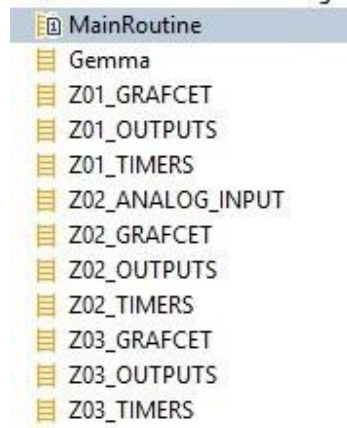 MainRoutine
Gemma
Z01_GRAFCET
Z01_OUTPUTS
Z01_TIMERS
Z02_ANALOG_INPUT
Z02_GRAFCET
Z02_OUTPUTS
Z02_TIMERS
Z03_GRAFCET
Z03_OUTPUTS
Z03_TIMERS